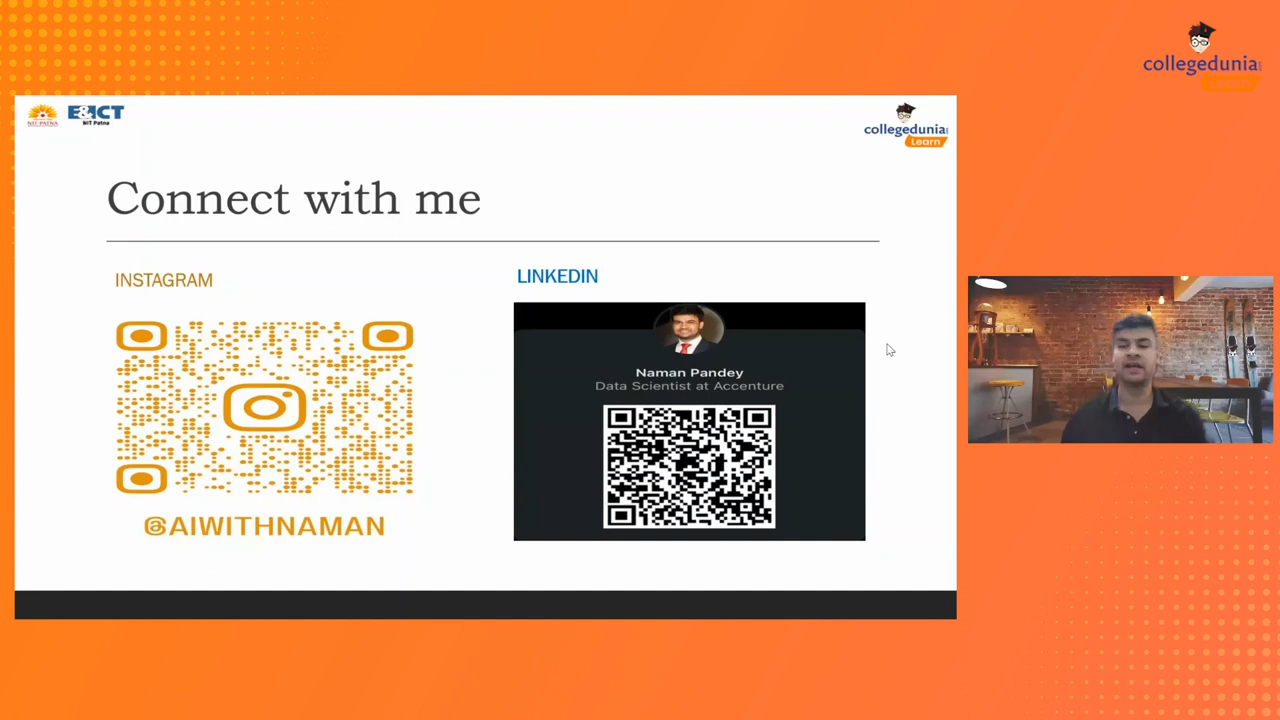 collegedunia
NIT PATNA
E&ICT
NIT Patna
collegedunia
Learn
Connect with me
INSTAGRAM
LINKEDIN
Naman Pandey
Data Scientist at Accenture
@AIWITHNAMAN